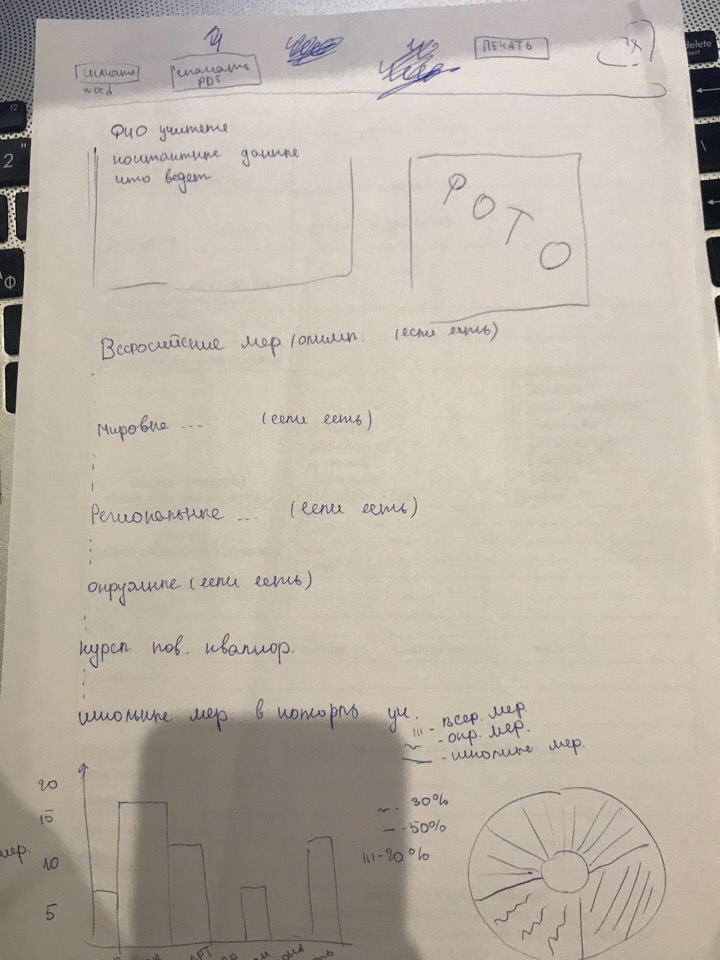 скачать
word
скачать
PDF
ПЕЧАТЬ
ФИО учителя
контактные данные
что ведет
ФОТО
Всероссийские мер./олимп. (если есть)
Мировые ... (если есть)
Региональные ... (если есть)
окружные (если есть)
курсы пов. квалиф.
школьные мер. в которых уч.
III - всер. мер.
~ - окр. мер.
— - школьные мер.
20
15
10
5
~ - 30%
— - 50%
III - 20%
мер.